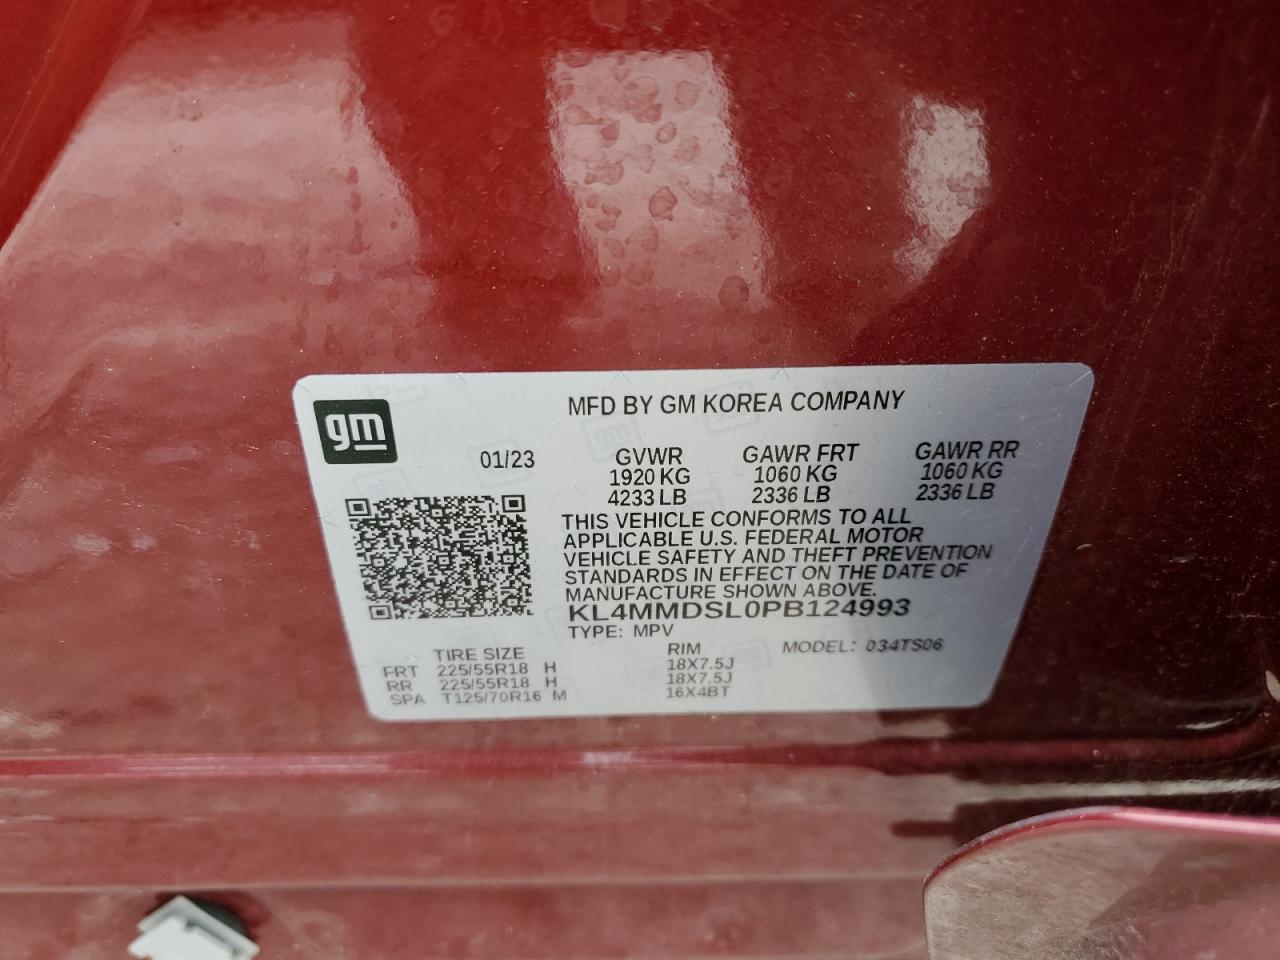 gm
MFD BY GM KOREA COMPANY
01/23 GVWR GAWR FRT GAWR RR
1920 KG 1060 KG 1060 KG
4233 LB 2336 LB 2336 LB
THIS VEHICLE CONFORMS TO ALL
APPLICABLE U.S. FEDERAL MOTOR
VEHICLE SAFETY AND THEFT PREVENTION
STANDARDS IN EFFECT ON THE DATE OF
MANUFACTURE SHOWN ABOVE.
KL4MMDSL0PB124993
TYPE: MPV
TIRE SIZE RIM MODEL: 034TS06
FRT 225/55R18 H 18X7.5J
RR 225/55R18 H 18X7.5J
SPA T125/70R16 M 16X4BT